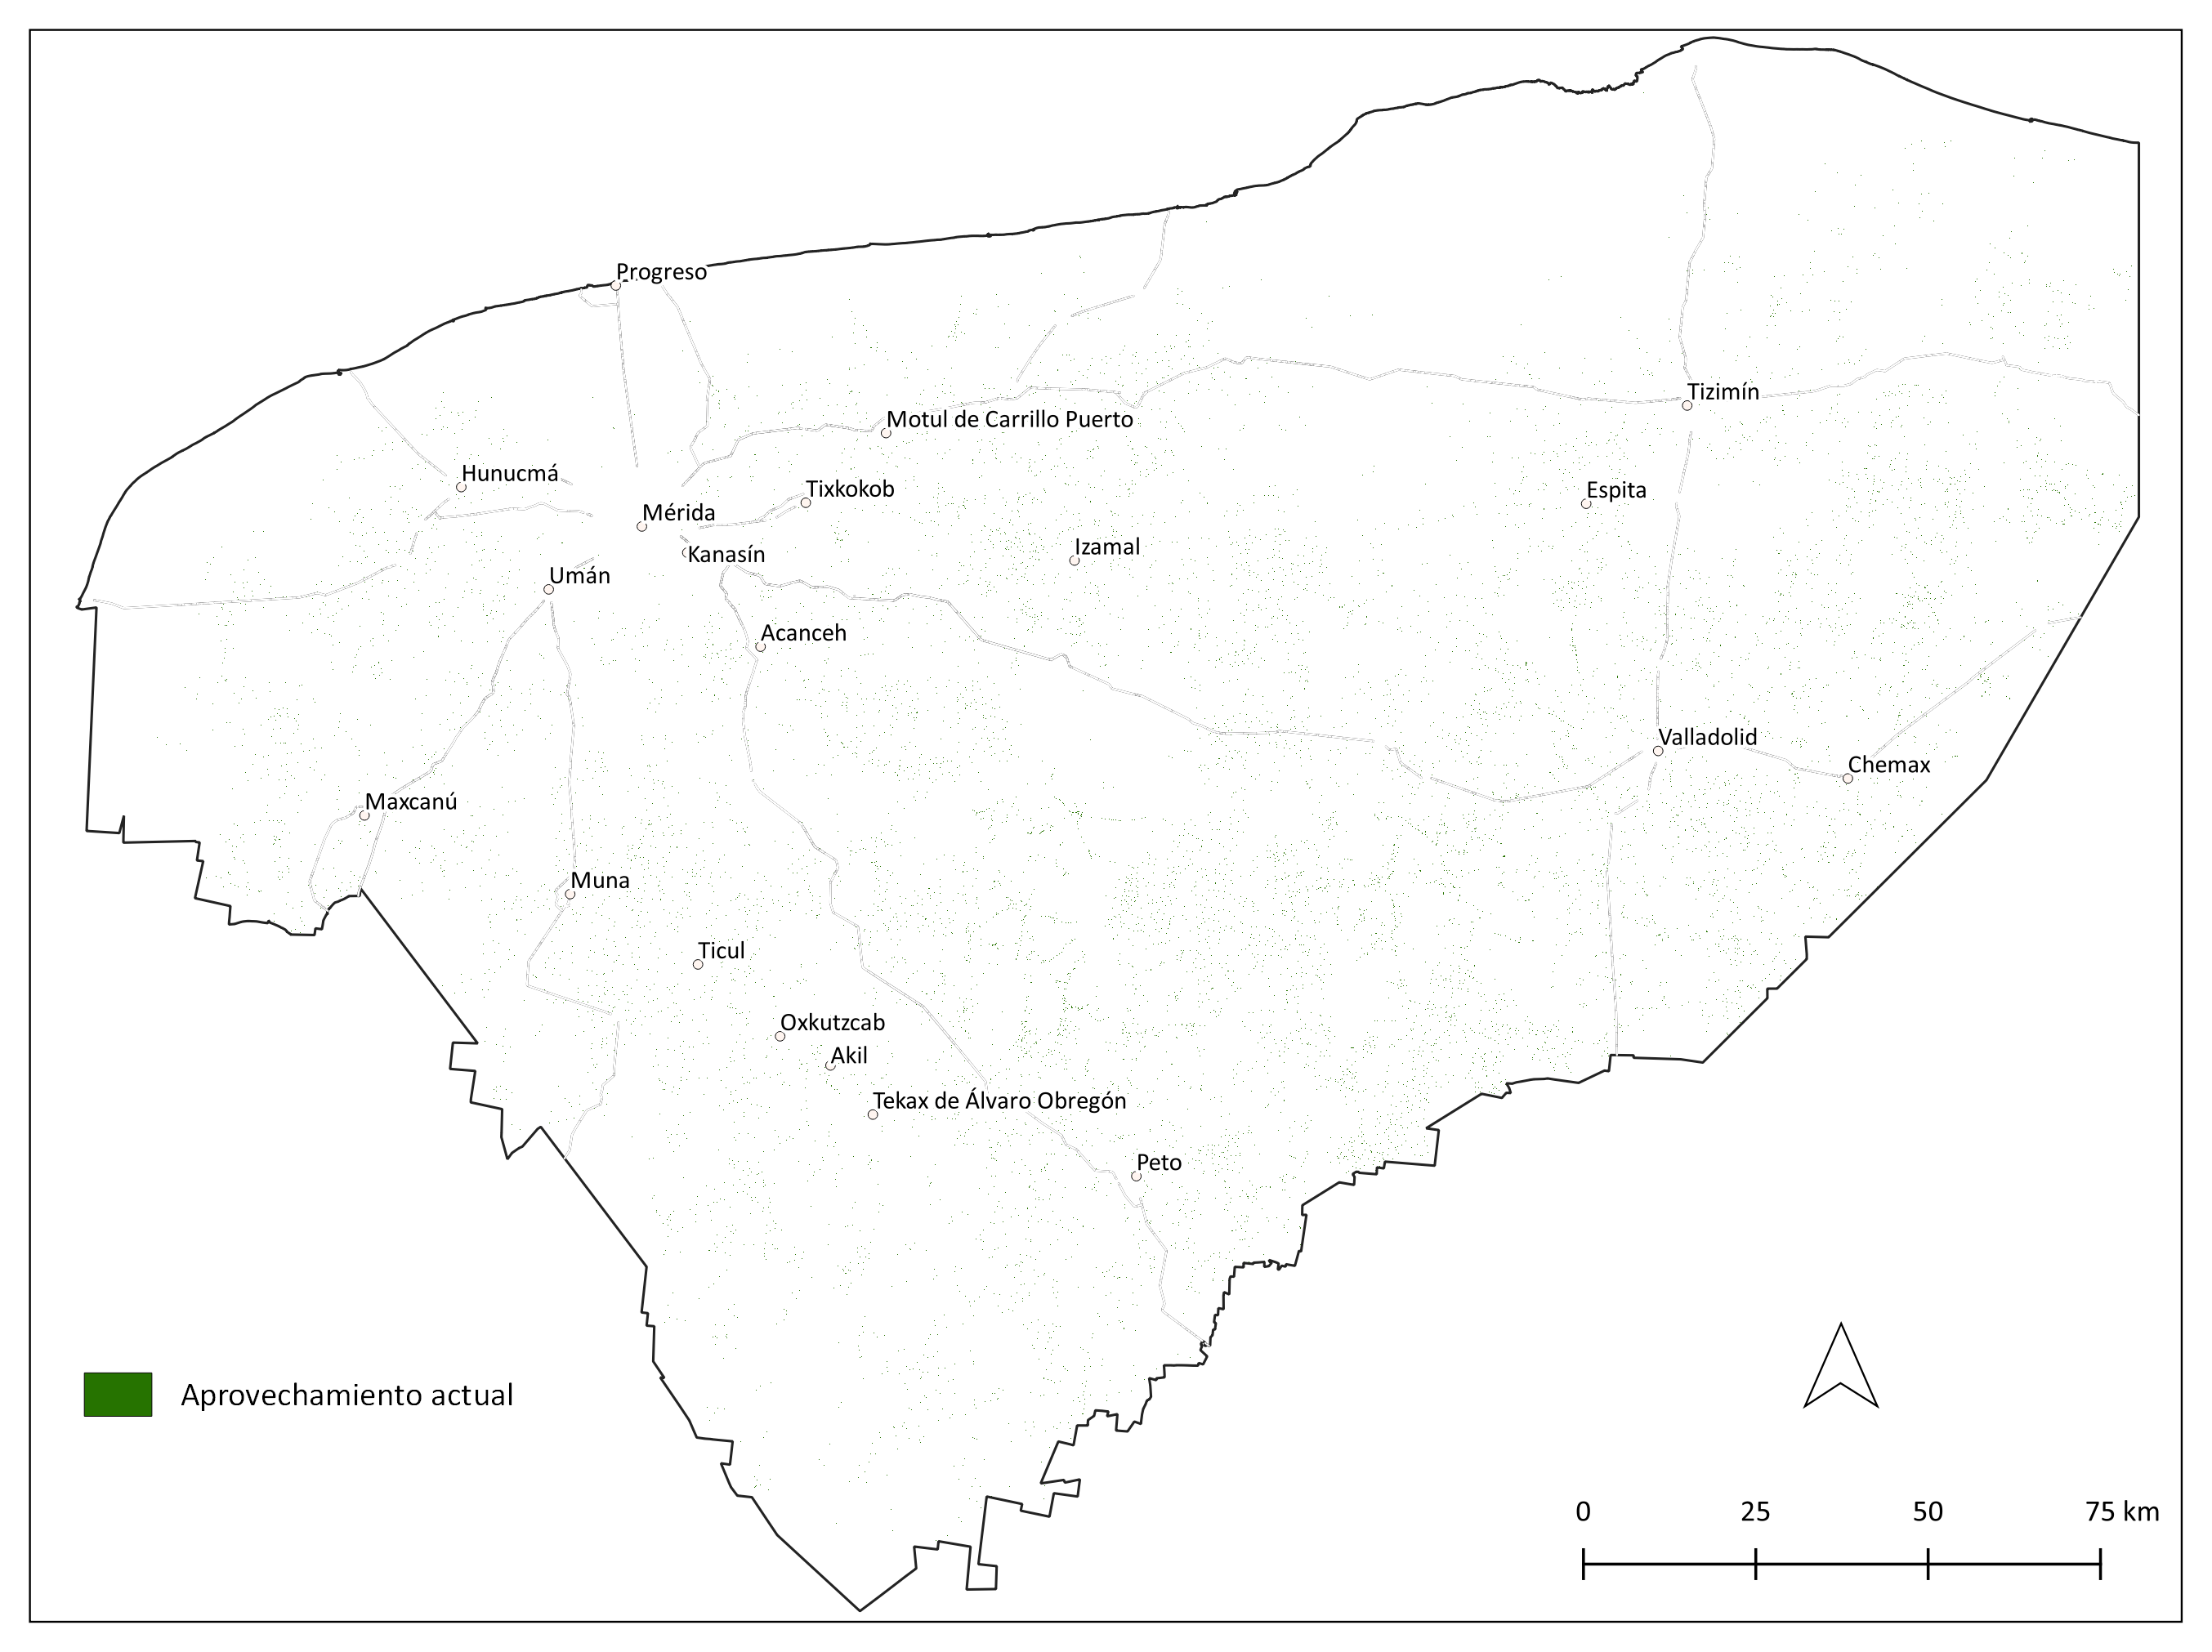 Progreso
Tizimín
Motul de Carrillo Puerto
Hunucmá
Tixkokob
Espita
Mérida
Izamal
Kanasín
Umán
Acanceh
Valladolid
Chemax
Maxcanú
Muna
Ticul
Oxkutzcab
Akil
Tekax de Álvaro Obregón
Peto
Aprovechamiento actual
0 25 50 75 km